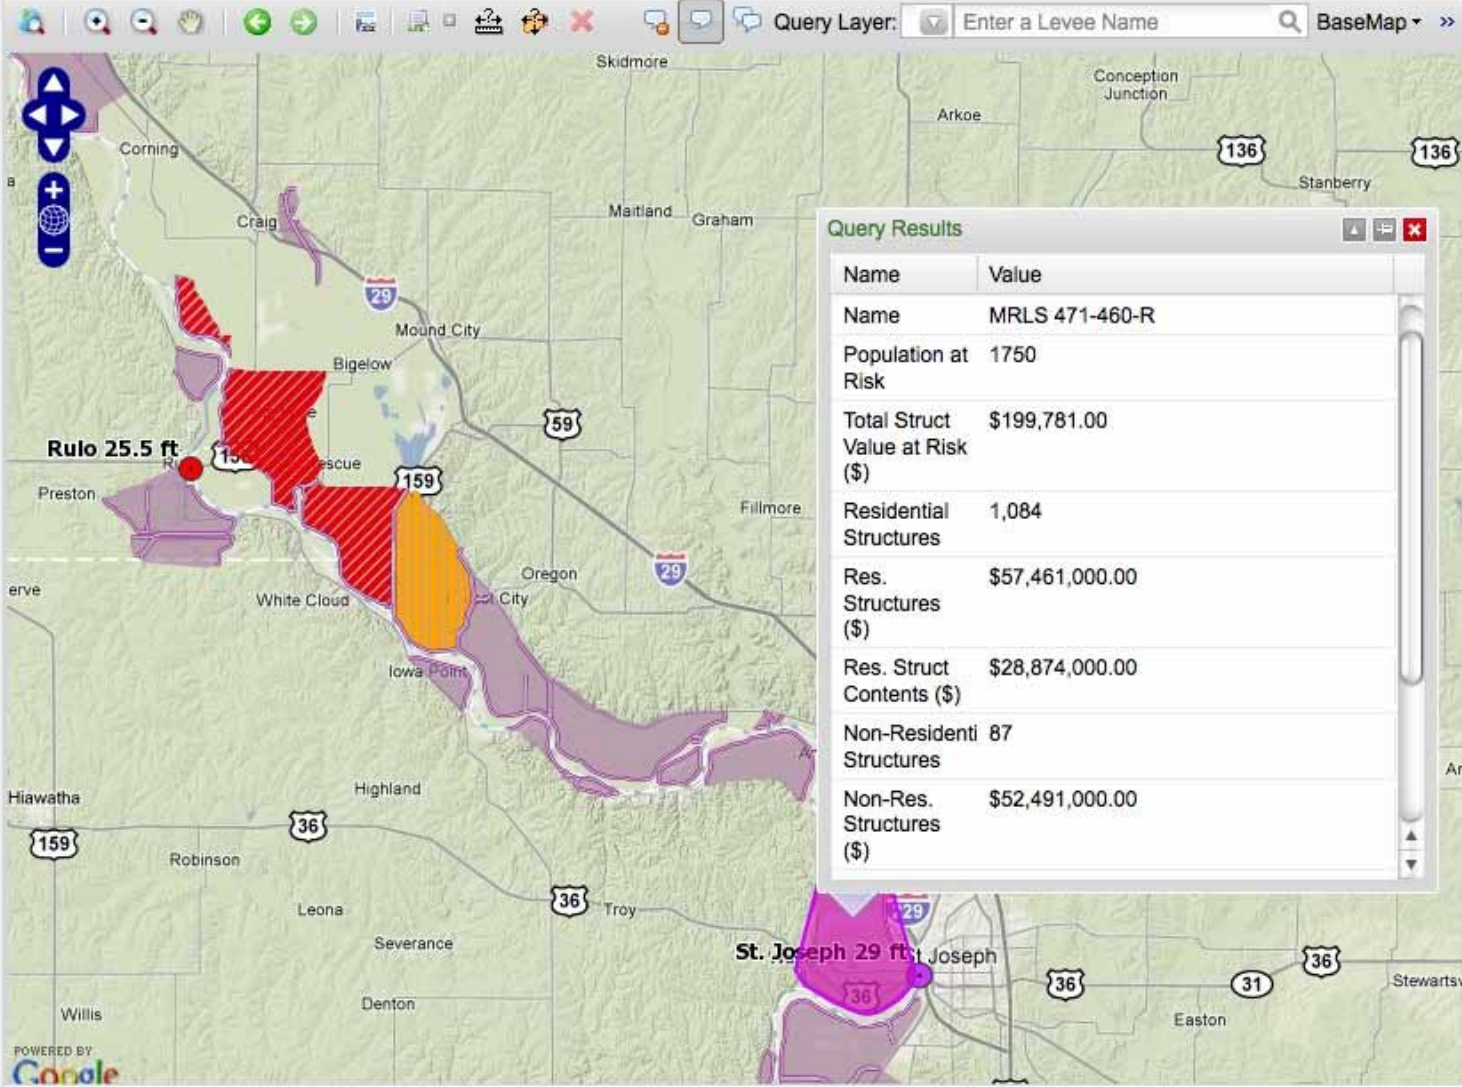 Query Layer: Enter a Levee Name BaseMap »
Skidmore
Conception
Junction
Arkoe
136
136
Corning
Stanberry
Maitland
Graham
Craig
29
Mound City
Bigelow
59
Rulo 25.5 ft
escue
159
Preston
Fillmore
29
Oregon
erve
White Cloud
City
Iowa Point
Highland
Hiawatha
36
159
Robinson
36
Leona
Troy
Severance
29
St. Joseph 29 ft
t Joseph
36
36
36
31
Stewartsv
Denton
Willis
Easton
POWERED BY
Google
Query Results
Name Value
Name MRLS 471-460-R
Population at 1750
Risk
Total Struct $199,781.00
Value at Risk
($)
Residential 1,084
Structures
Res. $57,461,000.00
Structures
($)
Res. Struct $28,874,000.00
Contents ($)
Non-Residenti 87
Structures
Non-Res. $52,491,000.00
Structures
($)